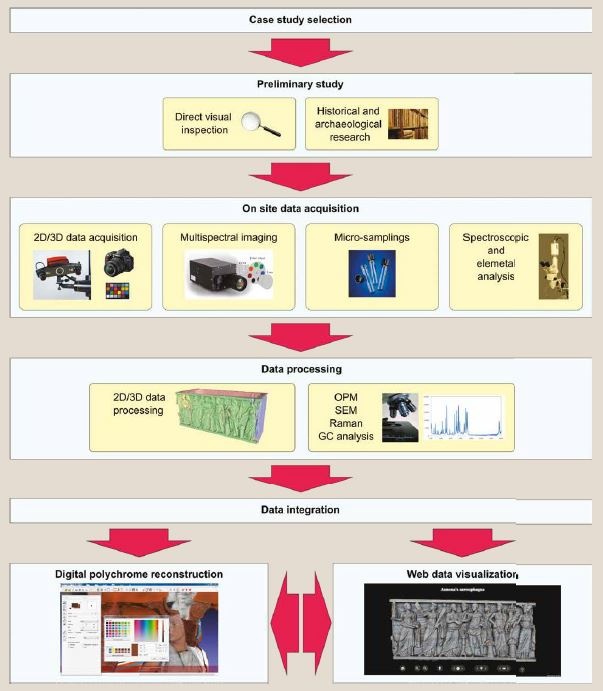 Case study selection
Preliminary study
Direct visual
inspection
Historical and
archaeological
research
On site data acquisition
2D/3D data acquisition
Multispectral imaging
Micro-samplings
Spectroscopic
and
elemetal
analysis
Data processing
2D/3D data
processing
OPM
SEM
Raman
GC analysis
Data integration
Digital polychrome reconstruction
Web data visualization
Annona's sarcophagus